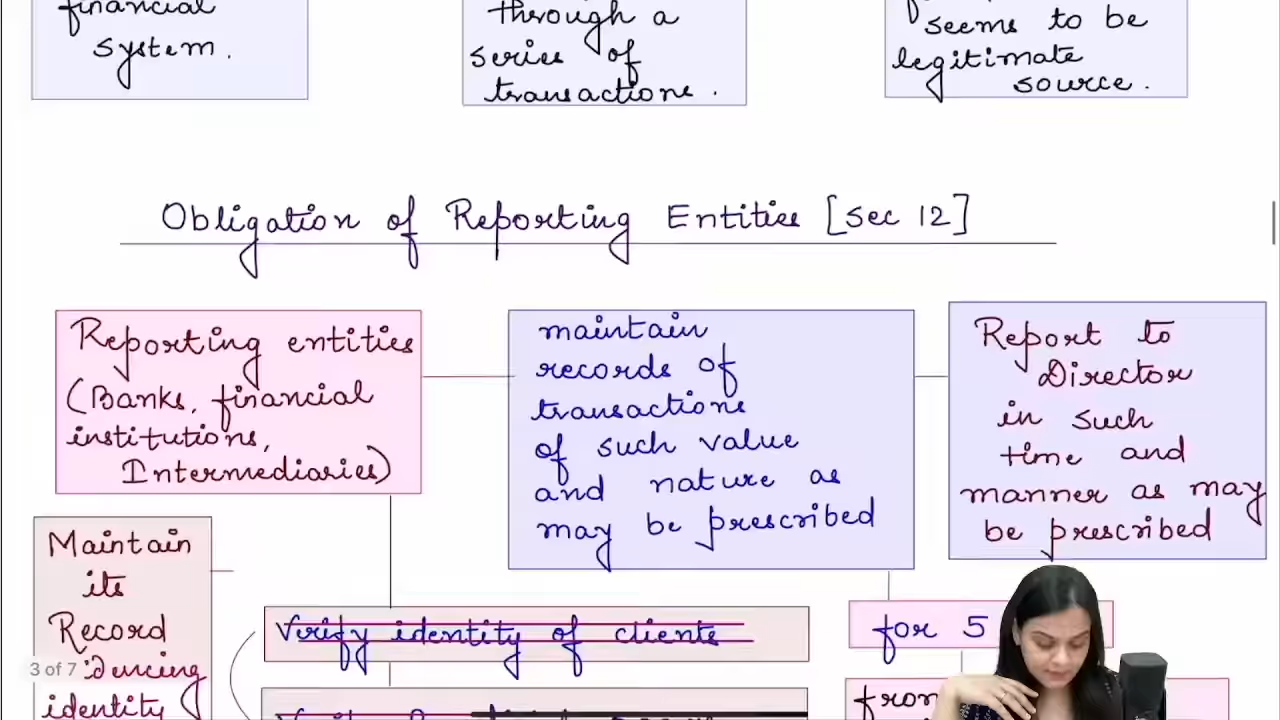 financial
system.
through a
series of
transactions.
seems to be
legitimate
source.
Obligation of Reporting Entities [Sec 12]
Reporting entities
(Banks, financial
institutions,
Intermediaries)
maintain
records of
transactions
of such value
and nature as
may be prescribed
Report to
Director
in such
time and
manner as may
be prescribed
Maintain
its
Record
identity
Verify identity of clients
for 5
from
3 of 7